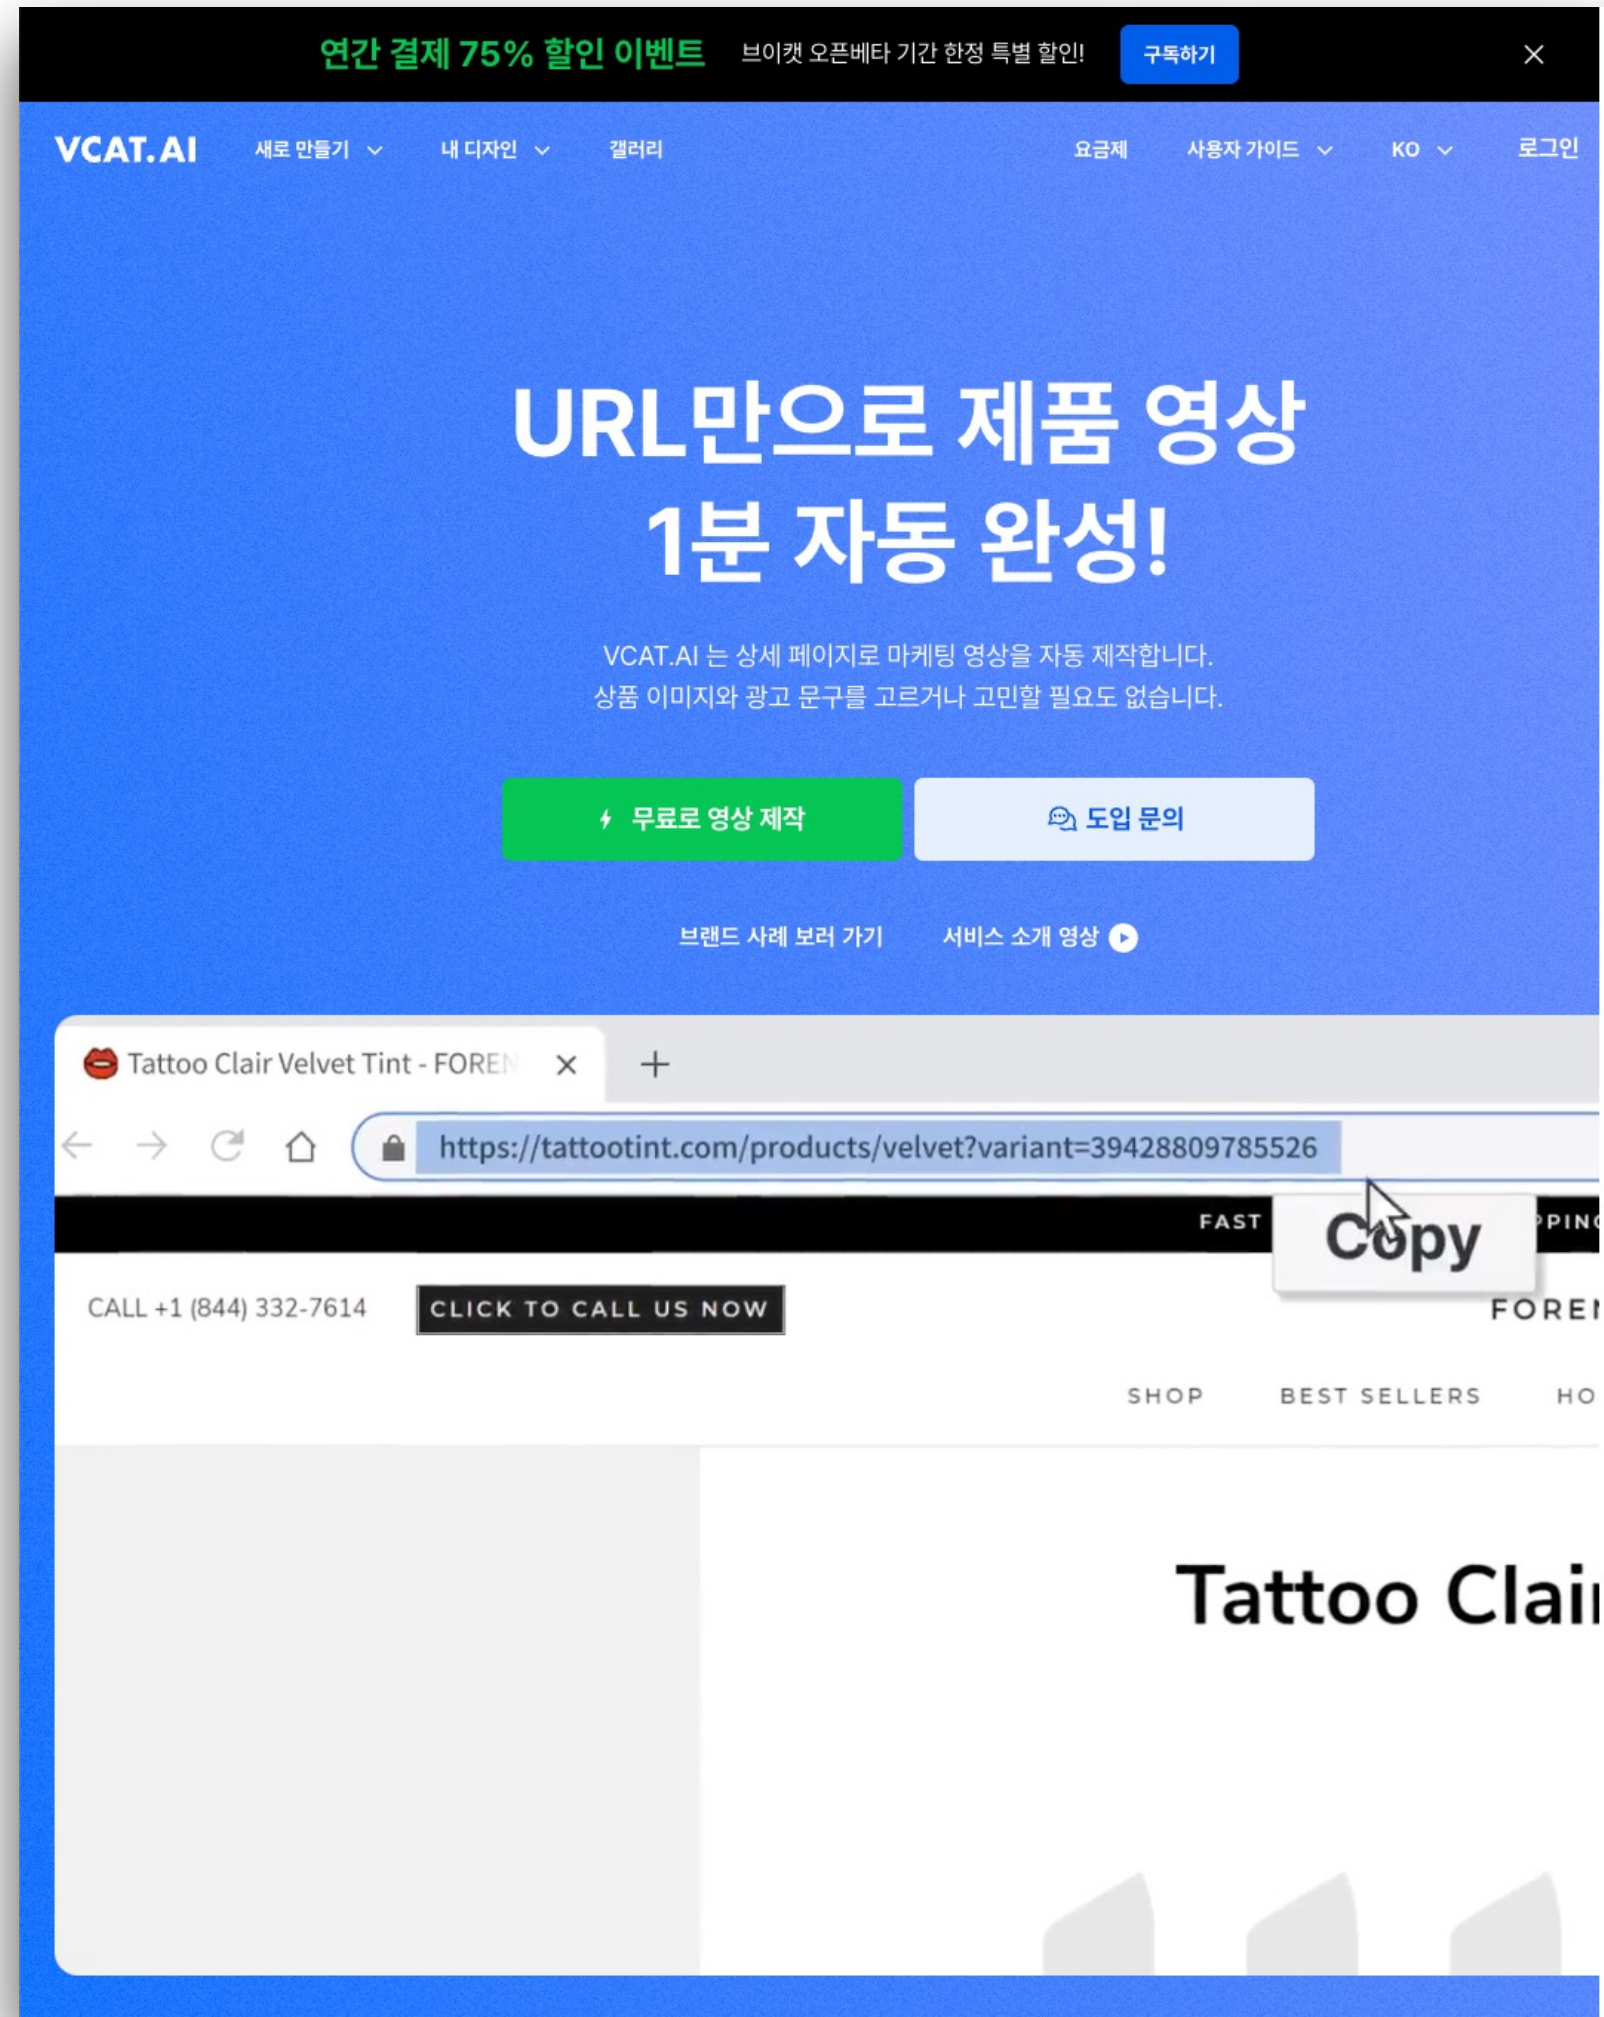 연간 결제 75% 할인 이벤트 브이캣 오픈베타 기간 한정 특별 할인! 구독하기
VCAT.AI 새로 만들기 내 디자인 갤러리 요금제 사용자 가이드 KO 로그인
URL만으로 제품 영상
1분 자동 완성!
VCAT.AI 는 상세 페이지로 마케팅 영상을 자동 제작합니다.
상품 이미지와 광고 문구를 고르거나 고민할 필요도 없습니다.
무료로 영상 제작 도입 문의
브랜드 사례 보러 가기 서비스 소개 영상
Tattoo Clair Velvet Tint - FOREN
https://tattootint.com/products/velvet?variant=39428809785526
FAST
Copy
CALL +1 (844) 332-7614 CLICK TO CALL US NOW FOREN
SHOP BEST SELLERS HO
Tattoo Clair